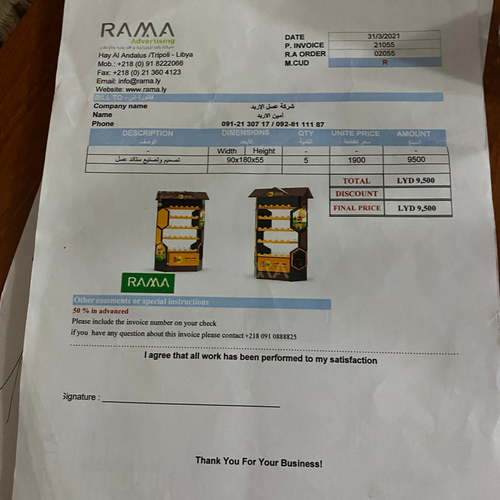 RAMA
Advertising
Hay Al Andalus /Tripoli - Libya
Mob.: +218 (0) 91 8222066
Fax: +218 (0) 21 360 4123
Email: info@rama.ly
Website: www.rama.ly
DATE 31/3/2021
P. INVOICE 21055
R.A ORDER 02055
M.CUD R
BILL TO - فاتورة الى
Company name شركة عسل الاريد
Name أمين الاريد
Phone 091-21 307 17 / 092-81 111 87
DESCRIPTION DIMENSIONS QTY UNITE PRICE AMOUNT
الوصف الأبعاد الكمية سعر القطعة المبلغ
- Width Height - - -
تصميم وتصنيع ستاند عسل 90x180x55 5 1900 9500
TOTAL LYD 9,500
DISCOUNT
FINAL PRICE LYD 9,500
RAMA
RAMA
Other comments or special instructions
50 % in advanced
Please include the invoice number on your check
if you have any question about this invoice please contact +218 091 0888825
I agree that all work has been performed to my satisfaction
Signature :
Thank You For Your Business!